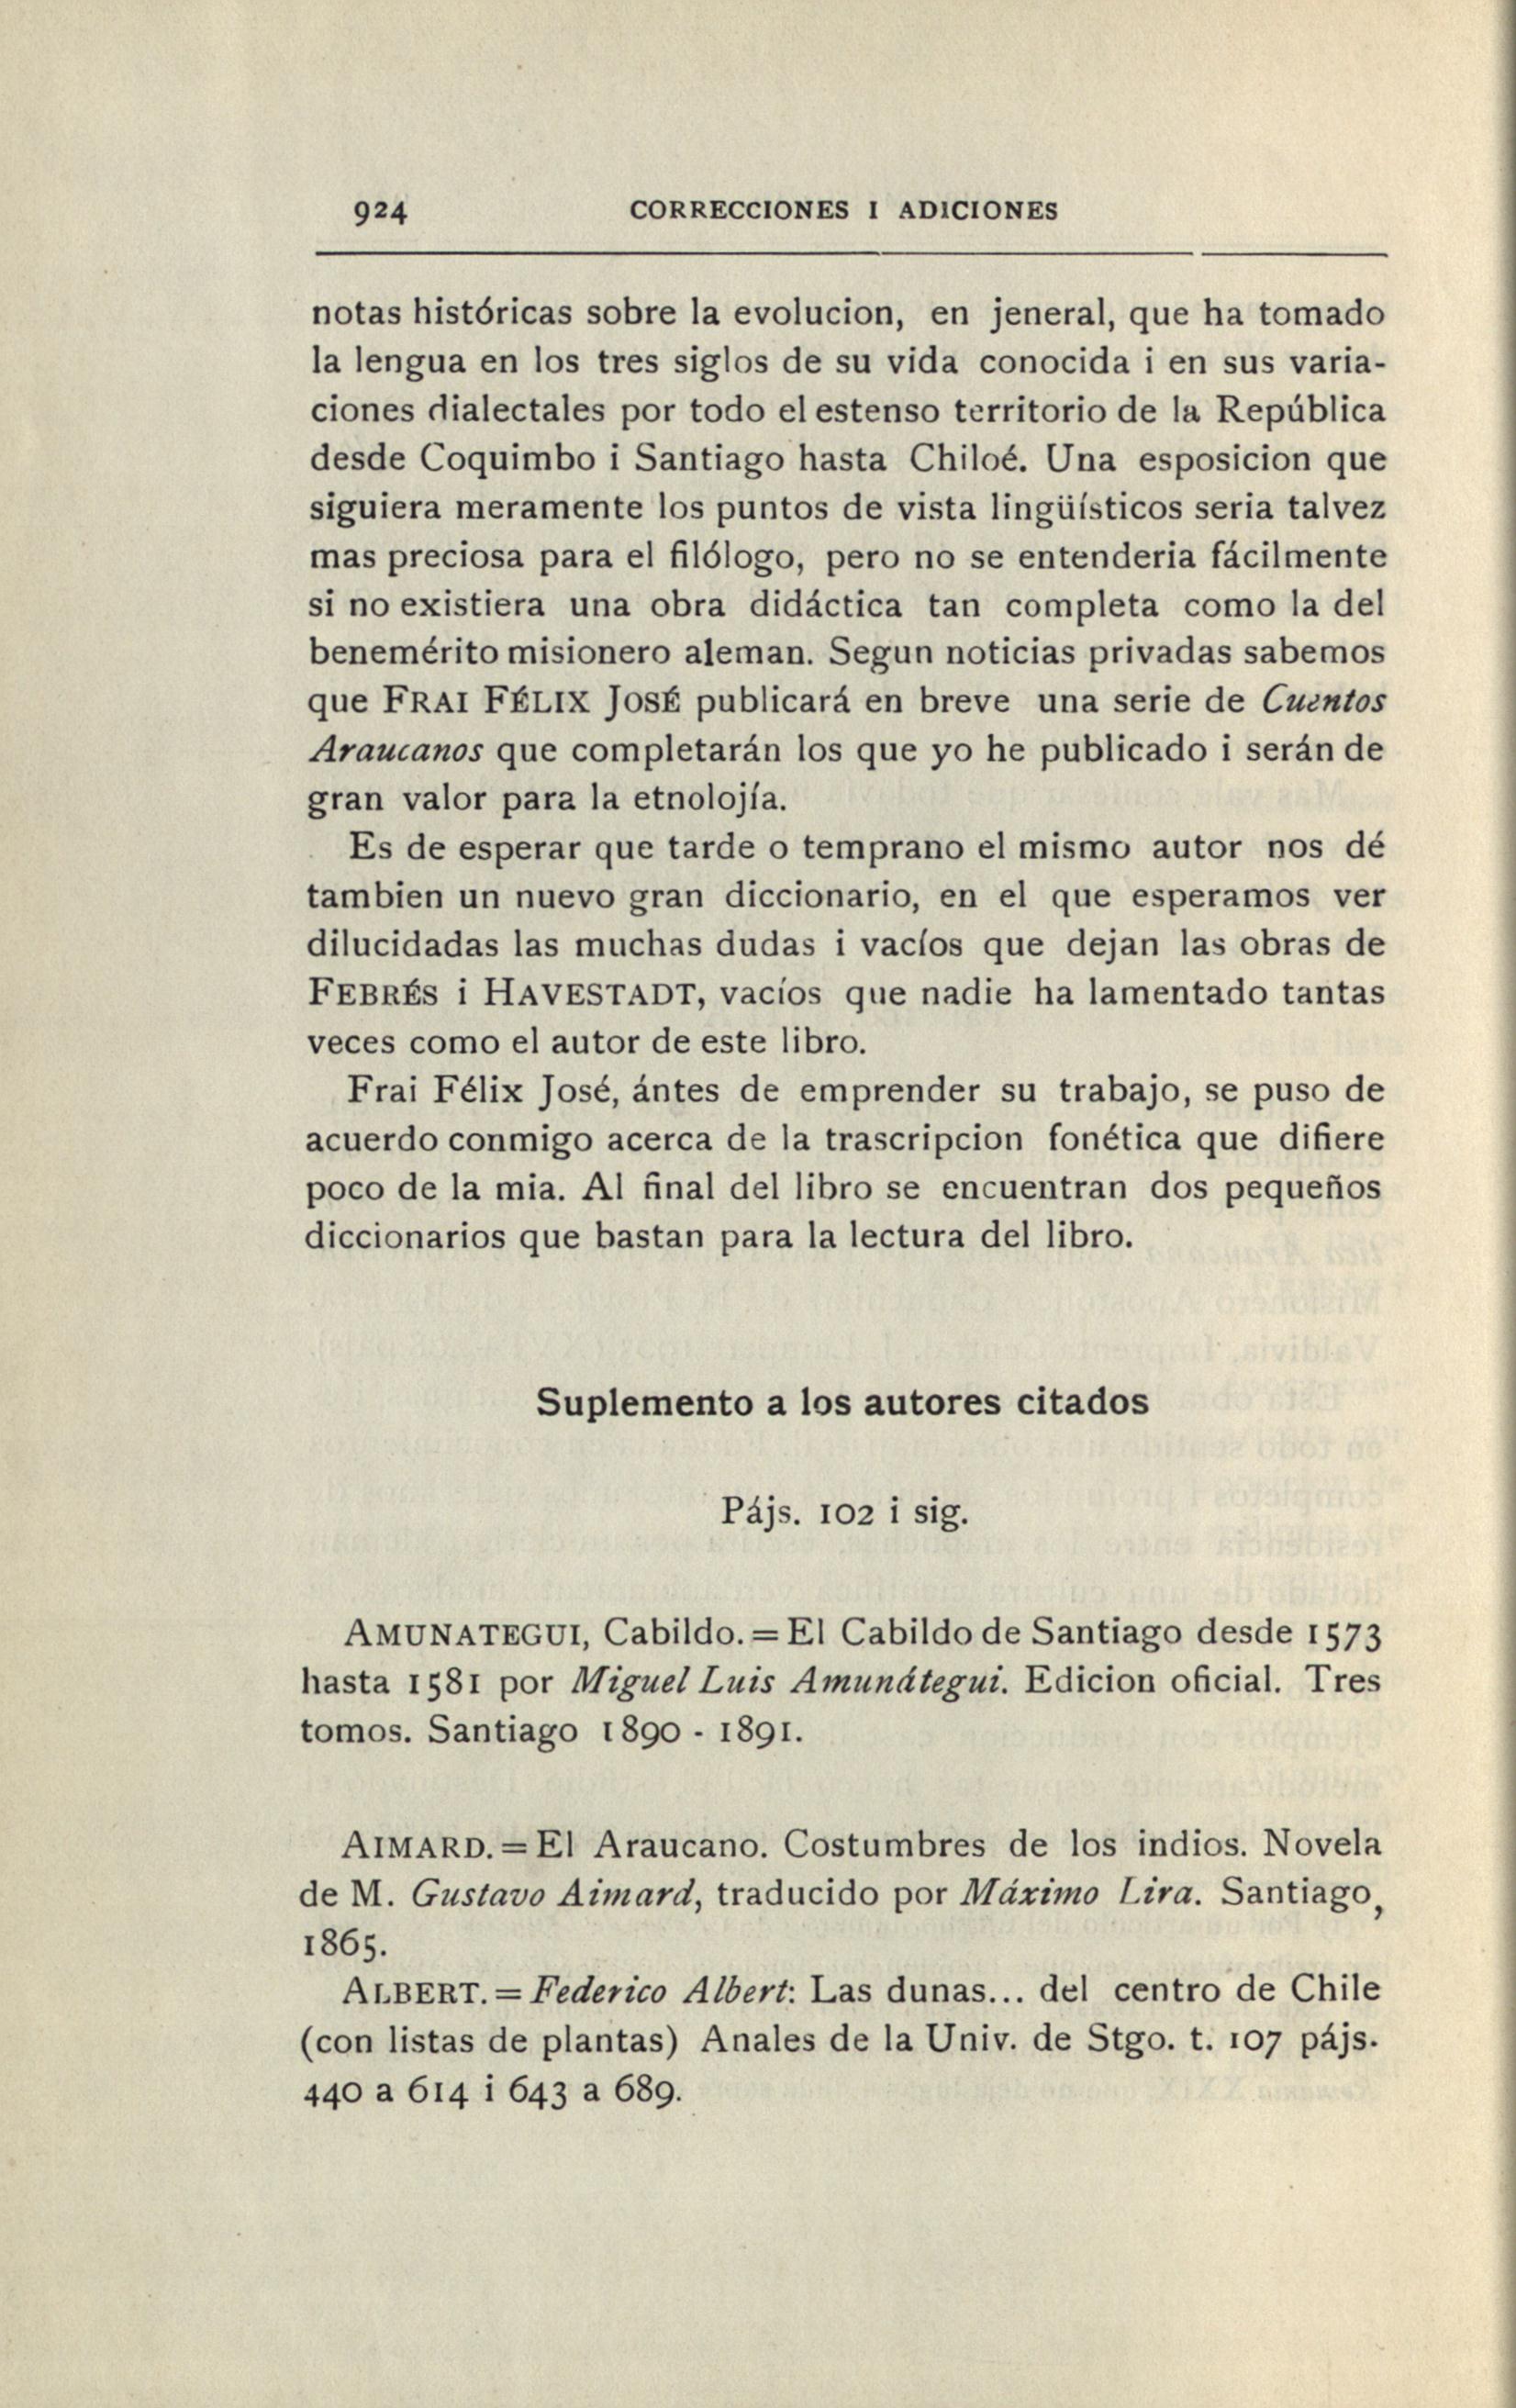 924 CORRECCIONES I ADICIONES
notas históricas sobre la evolucion, en jeneral, que ha tomado
la lengua en los tres siglos de su vida conocida i en sus varia-
ciones dialectales por todo el estenso territorio de la República
desde Coquimbo i Santiago hasta Chiloé. Una esposicion que
siguiera meramente los puntos de vista lingüísticos seria talvez
mas preciosa para el filólogo, pero no se entenderia fácilmente
si no existiera una obra didáctica tan completa como la del
benemérito misionero aleman. Segun noticias privadas sabemos
que FRAI FÉLIX JOSÉ publicará en breve una serie de Cuentos
Araucanos que completarán los que yo he publicado i serán de
gran valor para la etnolojía.
Es de esperar que tarde o temprano el mismo autor nos dé
tambien un nuevo gran diccionario, en el que esperamos ver
dilucidadas las muchas dudas i vacíos que dejan las obras de
FEBRÉS i HAVESTADT, vacíos que nadie ha lamentado tantas
veces como el autor de este libro.
Frai Félix José, ántes de emprender su trabajo, se puso de
acuerdo conmigo acerca de la trascripcion fonética que difiere
poco de la mia. Al final del libro se encuentran dos pequeños
diccionarios que bastan para la lectura del libro.
Suplemento a los autores citados
Pájs. 102 i sig.
AMUNATEGUI, Cabildo.=El Cabildo de Santiago desde 1573
hasta 1581 por Miguel Luis Amunátegui. Edicion oficial. Tres
tomos. Santiago 1890 - 1891.
AIMARD.=El Araucano. Costumbres de los indios. Novela
de M. Gustavo Aimard, traducido por Máximo Lira. Santiago,
1865.
ALBERT.=Federico Albert: Las dunas... del centro de Chile
(con listas de plantas) Anales de la Univ. de Stgo. t. 107 pájs.
440 a 614 i 643 a 689.